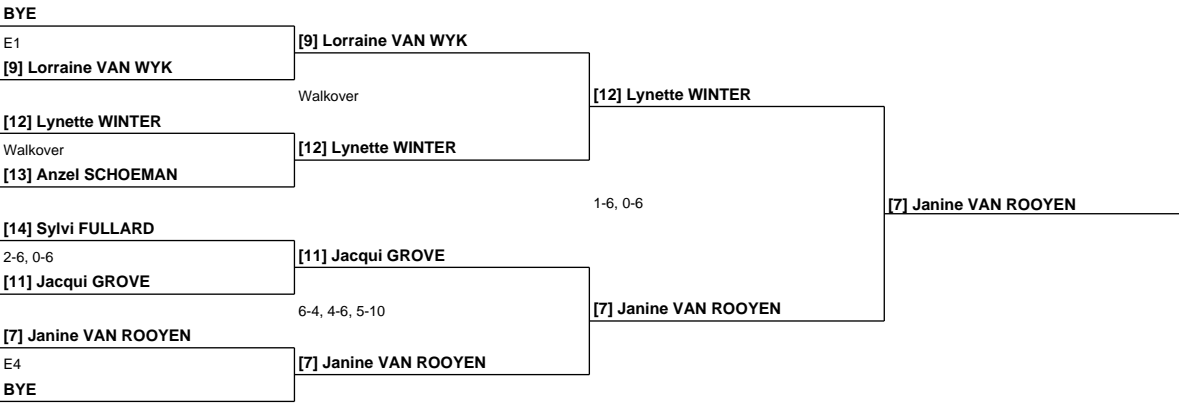 BYE
E1
[9] Lorraine VAN WYK
[9] Lorraine VAN WYK
Walkover
[12] Lynette WINTER
[12] Lynette WINTER
Walkover
[12] Lynette WINTER
[13] Anzel SCHOEMAN
1-6, 0-6
[7] Janine VAN ROOYEN
[14] Sylvi FULLARD
2-6, 0-6
[11] Jacqui GROVE
[11] Jacqui GROVE
6-4, 4-6, 5-10
[7] Janine VAN ROOYEN
[7] Janine VAN ROOYEN
E4
[7] Janine VAN ROOYEN
BYE